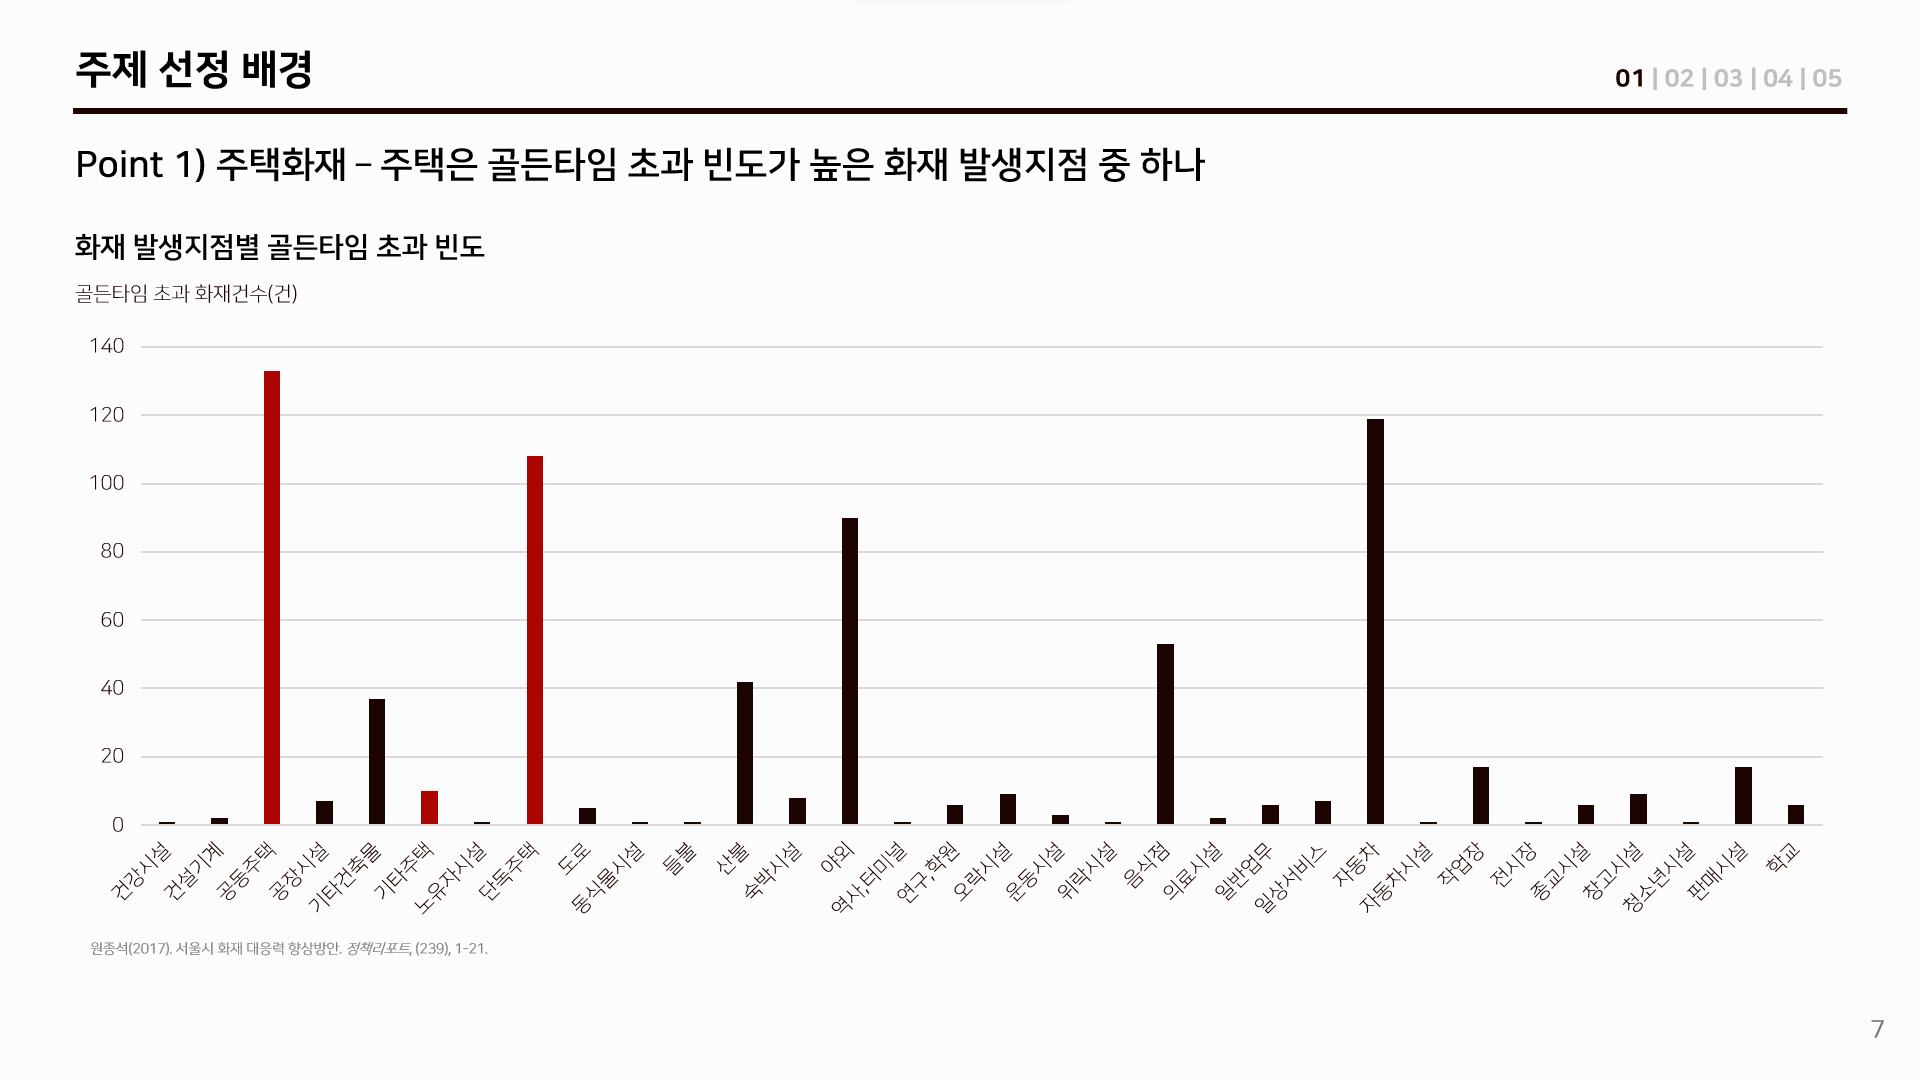 주제 선정 배경
01 | 02 | 03 | 04 | 05
Point 1) 주택화재 – 주택은 골든타임 초과 빈도가 높은 화재 발생지점 중 하나
화재 발생지점별 골든타임 초과 빈도
골든타임 초과 화재건수(건)
140
120
100
80
60
40
20
0
건강시설
건설기계
공동주택
공장시설
기타건축물
기타주택
노유자시설
단독주택
도로
동식물시설
들불
산불
숙박시설
야외
역사,터미널
연구,학원
오락시설
운동시설
위락시설
음식점
의료시설
일반업무
일상서비스
자동차
자동차시설
작업장
전시장
종교시설
창고시설
청소년시설
판매시설
학교
원종석(2017). 서울시 화재 대응력 향상방안. 정책리포트, (239), 1-21.
7